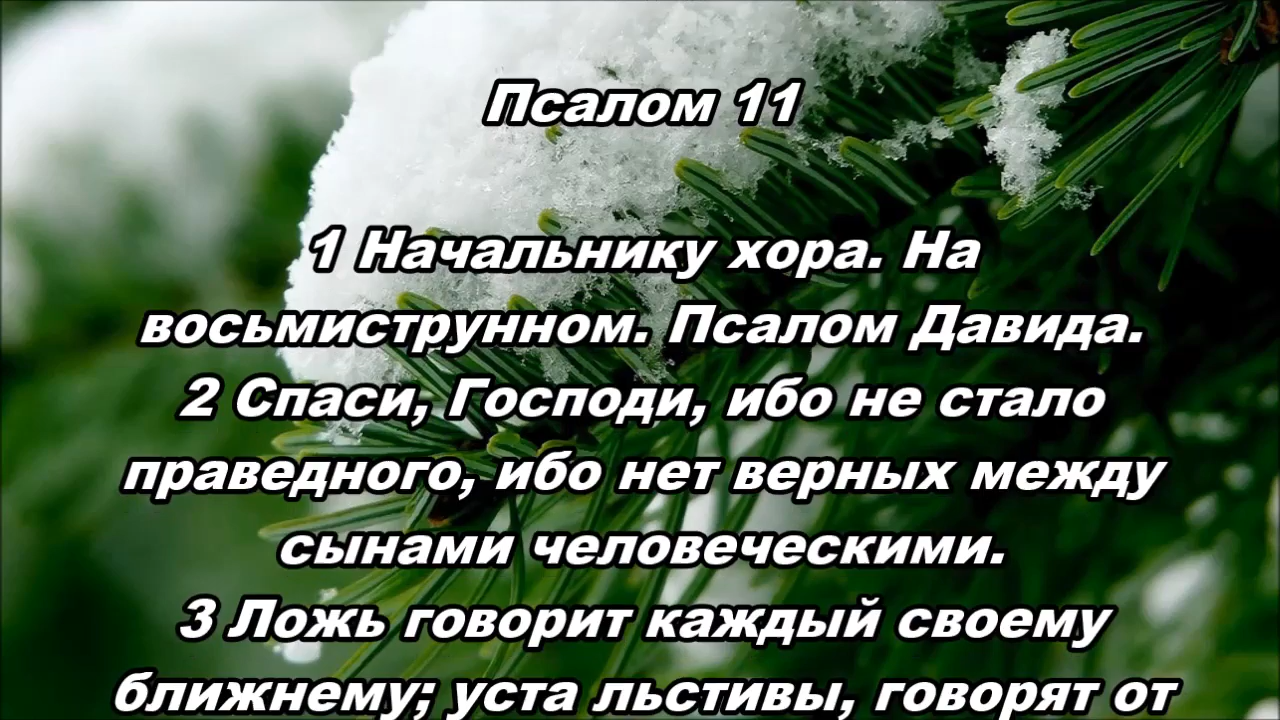 Псалом 11
1 Начальнику хора. На
восьмиструнном. Псалом Давида.
2 Спаси, Господи, ибо не стало
праведного, ибо нет верных между
сынами человеческими.
3 Ложь говорит каждый своему
ближнему; уста льстивы, говорят от